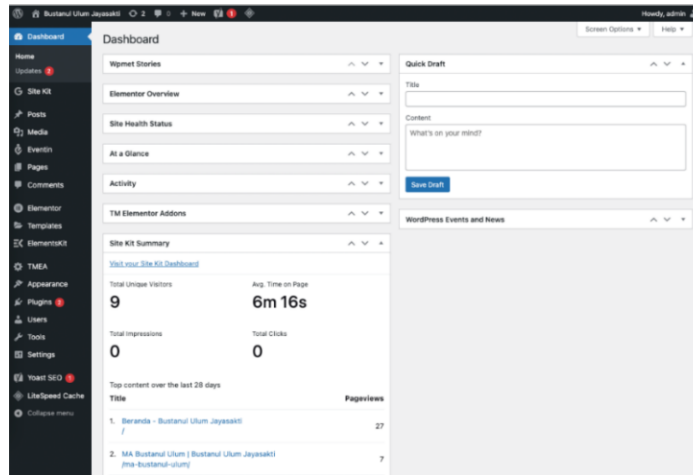 Bustanul Ulum Jayasakti 2 0 + New 1 Howdy, admin
Screen Options Help
Dashboard
Home
Updates 2
Site Kit
Posts
Media
Eventin
Pages
Comments
Elementor
Templates
ElementsKit
TMEA
Appearance
Plugins 2
Users
Tools
Settings
Yoast SEO 1
LiteSpeed Cache
Collapse menu
Dashboard
Wpmet Stories
Elementor Overview
Site Health Status
At a Glance
Activity
TM Elementor Addons
Site Kit Summary
Visit your Site Kit Dashboard
Total Unique Visitors Avg. Time on Page
9 6m 16s
Total Impressions Total Clicks
0 0
Top content over the last 28 days
Title Pageviews
1. Beranda - Bustanul Ulum Jayasakti 27
/
2. MA Bustanul Ulum | Bustanul Ulum Jayasakti 7
/ma-bustanul-ulum/
Quick Draft
Title
Content
What's on your mind?
Save Draft
WordPress Events and News